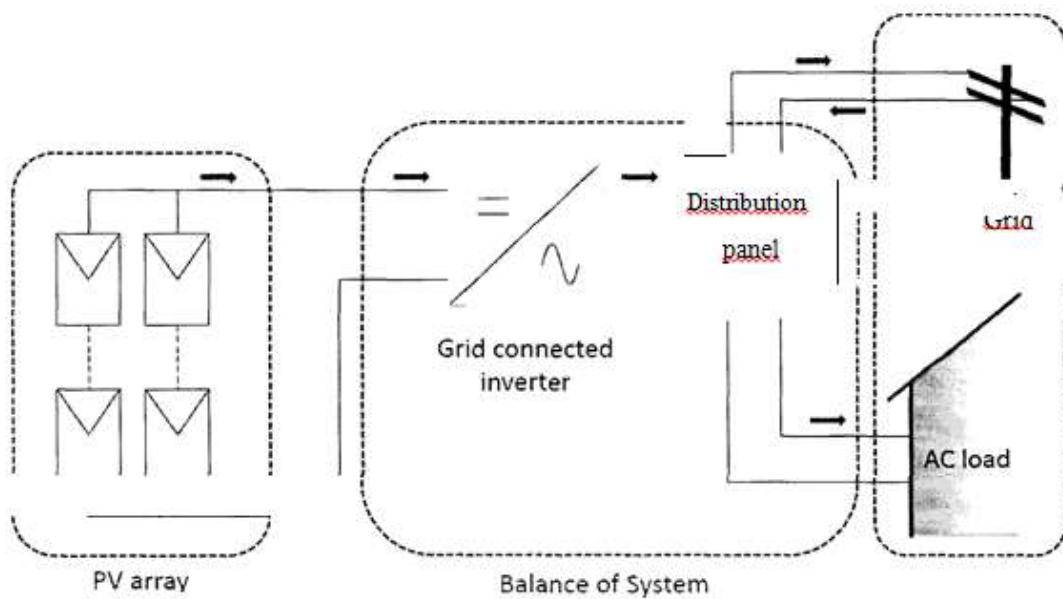 Distribution
panel
Grid
Grid connected
inverter
AC load
PV array
Balance of System